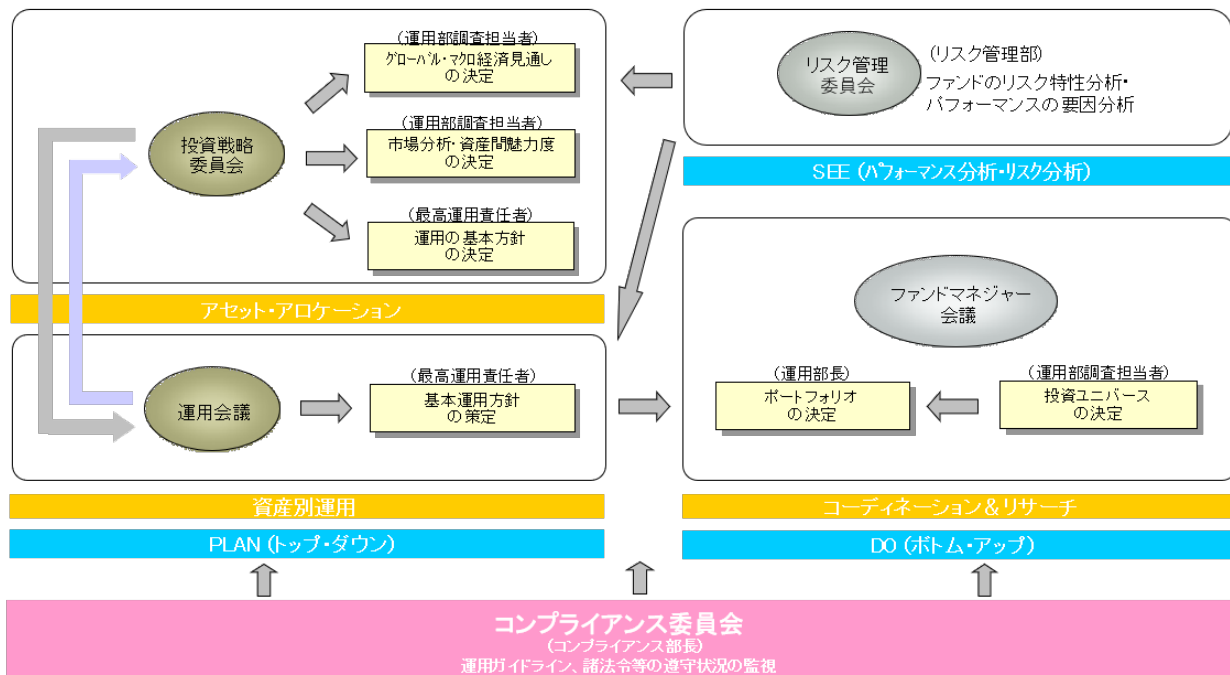 (運用部調査担当者)
グローバル・マクロ経済見通し
の決定
投資戦略
委員会
(運用部調査担当者)
市場分析・資産間魅力度
の決定
(最高運用責任者)
運用の基本方針
の決定
アセット・アロケーション
運用会議
(最高運用責任者)
基本運用方針
の策定
資産別運用
PLAN (トップ・ダウン)
リスク管理
委員会
(リスク管理部)
ファンドのリスク特性分析・
パフォーマンスの要因分析
SEE (パフォーマンス分析・リスク分析)
ファンドマネジャー
会議
(運用部長)
ポートフォリオ
の決定
(運用部調査担当者)
投資ユニバース
の決定
コーディネーション&リサーチ
DO (ボトム・アップ)
コンプライアンス委員会
(コンプライアンス部長)
運用ガイドライン、諸法令等の遵守状況の監視